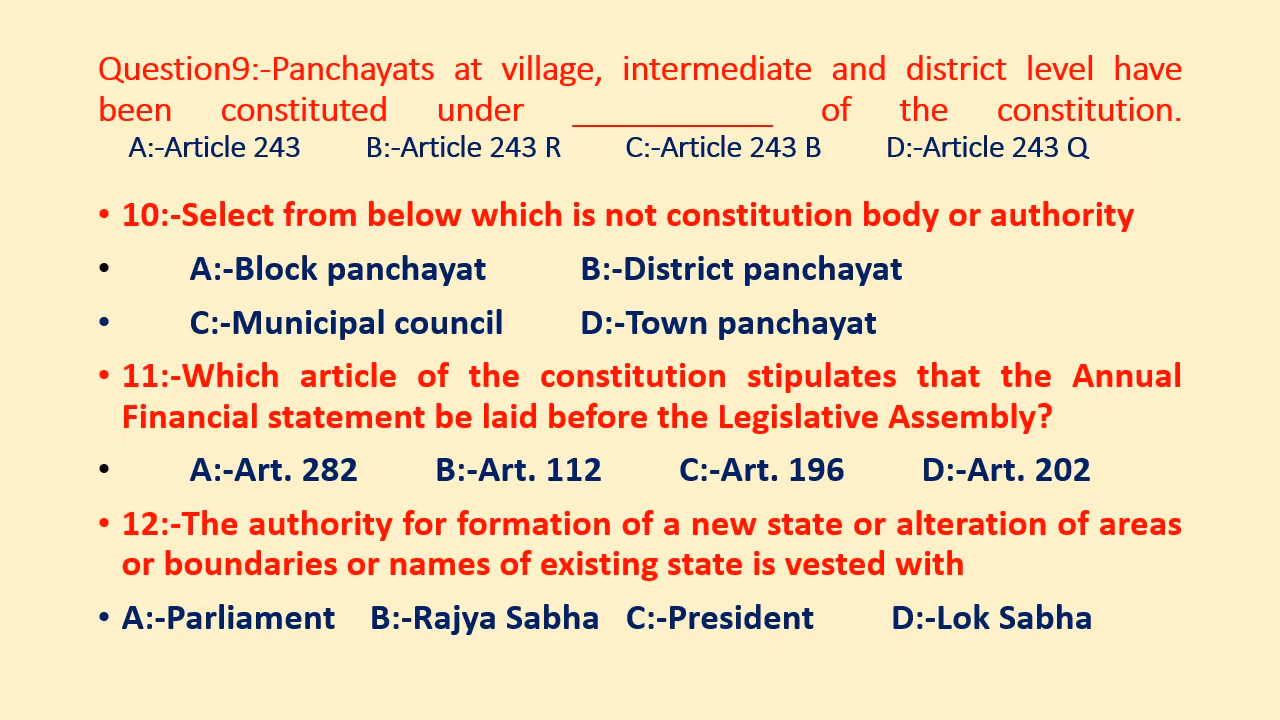 Question9:-Panchayats at village, intermediate and district level have
been constituted under ____________ of the constitution.
A:-Article 243 B:-Article 243 R C:-Article 243 B D:-Article 243 Q
• 10:-Select from below which is not constitution body or authority
• A:-Block panchayat B:-District panchayat
• C:-Municipal council D:-Town panchayat
• 11:-Which article of the constitution stipulates that the Annual
Financial statement be laid before the Legislative Assembly?
• A:-Art. 282 B:-Art. 112 C:-Art. 196 D:-Art. 202
• 12:-The authority for formation of a new state or alteration of areas
or boundaries or names of existing state is vested with
• A:-Parliament B:-Rajya Sabha C:-President D:-Lok Sabha